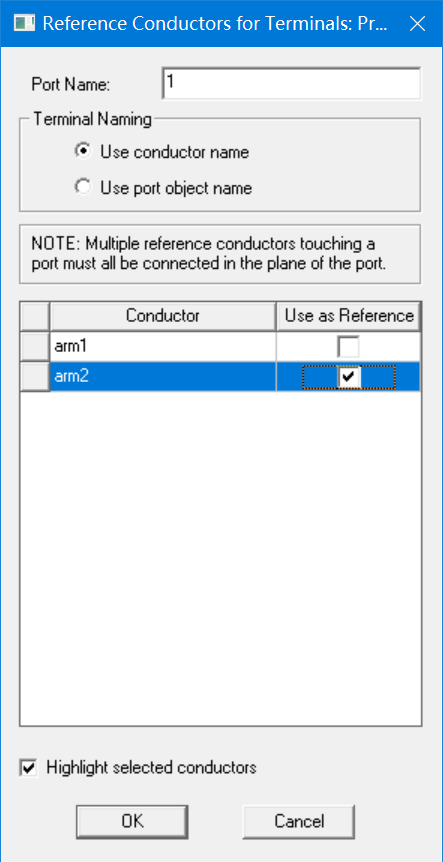 Reference Conductors for Terminals: Pr...
Port Name:
1
Terminal Naming
Use conductor name
Use port object name
NOTE: Multiple reference conductors touching a
port must all be connected in the plane of the port.
Conductor
Use as Reference
arm1
arm2
Highlight selected conductors
OK
Cancel